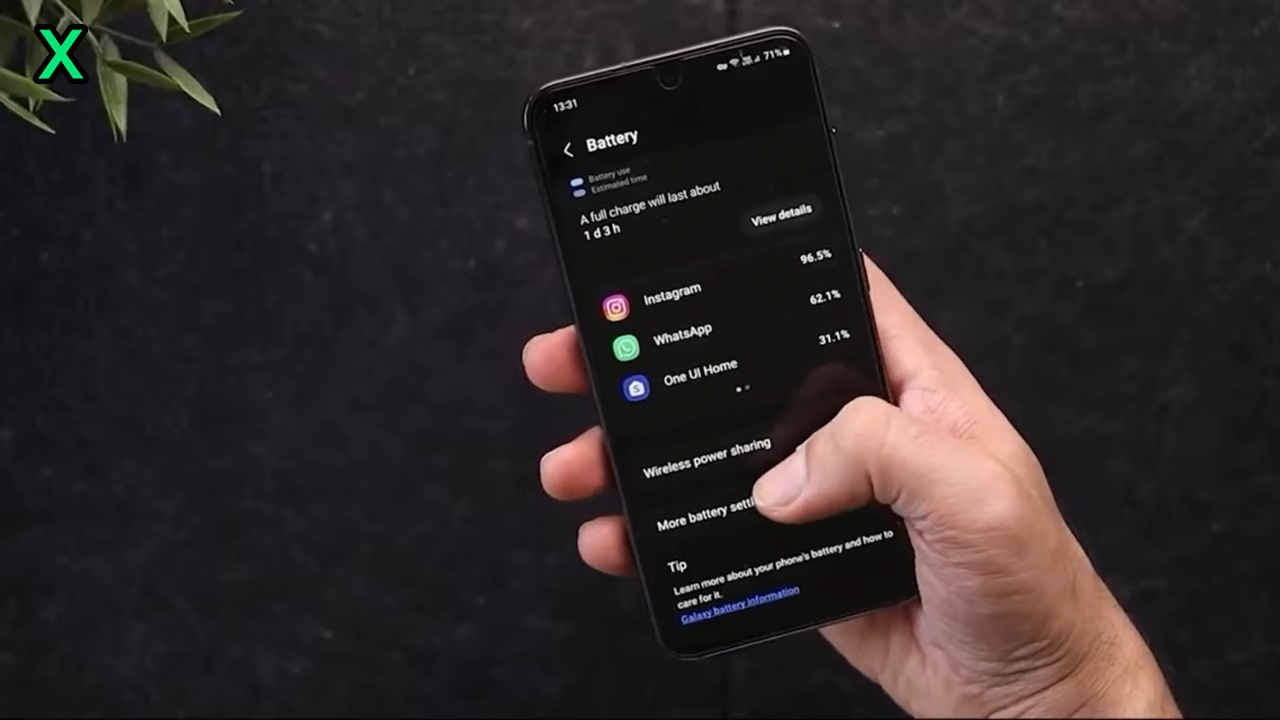 X
13:31
71%
Battery
Battery use
Estimated time
A full charge will last about
1 d 3 h
View details
Instagram 96.5%
WhatsApp 62.1%
One UI Home 31.1%
Wireless power sharing
More battery setti
Tip
Learn more about your phone's battery and how to
care for it.
Galaxy battery information